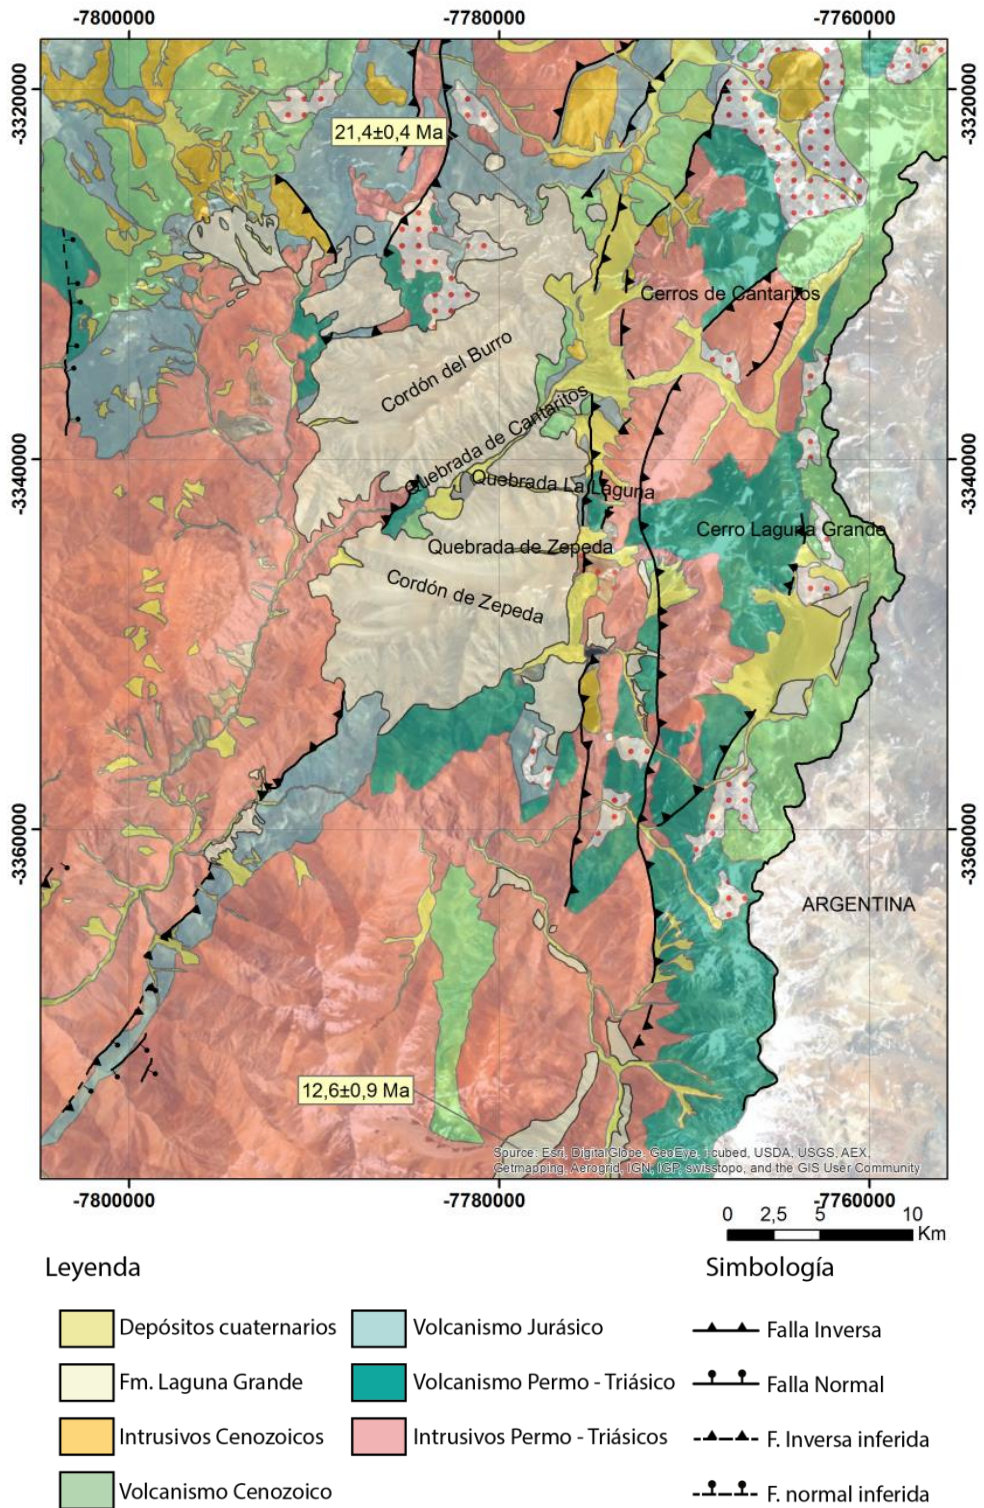 -7800000 -7780000 -7760000
-3320000 -3320000
21,4±0,4 Ma
Cerros de Cantaritos
Cordón del Burro
Quebrada de Cantaritos
-3340000 -3340000
Quebrada La Laguna
Cerro Laguna Grande
Quebrada de Zepeda
Cordón de Zepeda
-3360000 -3360000
ARGENTINA
12,6±0,9 Ma
Source: Esri, DigitalGlobe, GeoEye, i-cubed, USDA, USGS, AEX,
Getmapping, Aerogrid, IGN, IGP, swisstopo, and the GIS User Community
-7800000 -7780000 -7760000
0 2,5 5 10
Km
Leyenda
Simbología
Depósitos cuaternarios
Volcanismo Jurásico
Falla Inversa
Fm. Laguna Grande
Volcanismo Permo - Triásico
Falla Normal
Intrusivos Cenozoicos
Intrusivos Permo - Triásicos
F. Inversa inferida
Volcanismo Cenozoico
F. normal inferida